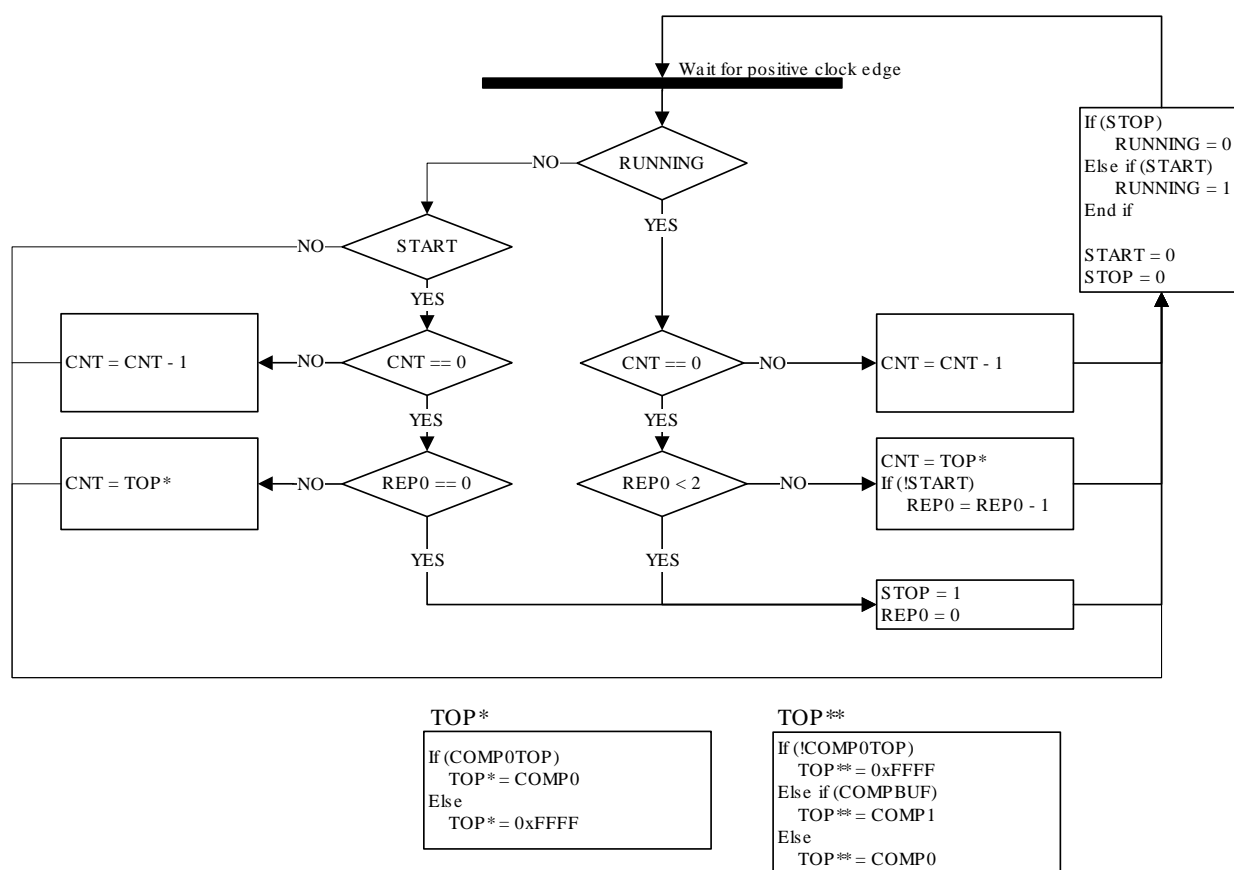 Wait for positive clock edge
If (STOP)
RUNNING = 0
Else if (START)
RUNNING = 1
End if
START = 0
STOP = 0
RUNNING
NO
YES
START
NO
YES
CNT = CNT - 1
NO
CNT == 0
YES
CNT == 0
NO
YES
CNT = CNT - 1
CNT = TOP*
NO
REP0 == 0
YES
REP0 < 2
NO
YES
CNT = TOP*
If (!START)
REP0 = REP0 - 1
STOP = 1
REP0 = 0
TOP*
If (COMP0TOP)
TOP* = COMP0
Else
TOP* = 0xFFFF
TOP**
If (!COMP0TOP)
TOP** = 0xFFFF
Else if (COMPBUF)
TOP** = COMP1
Else
TOP** = COMP0